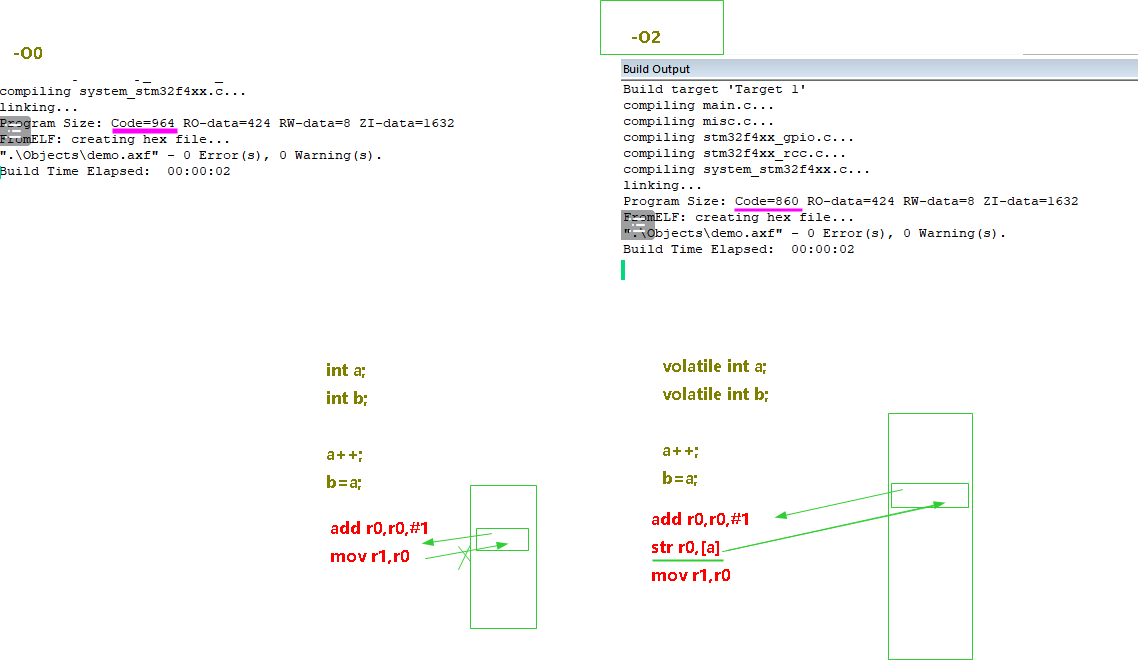 -O0
compiling system_stm32f4xx.c...
linking...
Program Size: Code=964 RO-data=424 RW-data=8 ZI-data=1632
FromELF: creating hex file...
".\Objects\demo.axf" - 0 Error(s), 0 Warning(s).
Build Time Elapsed:  00:00:02
-O2
Build Output
Build target 'Target 1'
compiling main.c...
compiling misc.c...
compiling stm32f4xx_gpio.c...
compiling stm32f4xx_rcc.c...
compiling system_stm32f4xx.c...
linking...
Program Size: Code=860 RO-data=424 RW-data=8 ZI-data=1632
FromELF: creating hex file...
".\Objects\demo.axf" - 0 Error(s), 0 Warning(s).
Build Time Elapsed:  00:00:02
int a;
int b;
a++;
b=a;
add r0,r0,#1
mov r1,r0
volatile int a;
volatile int b;
a++;
b=a;
add r0,r0,#1
str r0,[a]
mov r1,r0